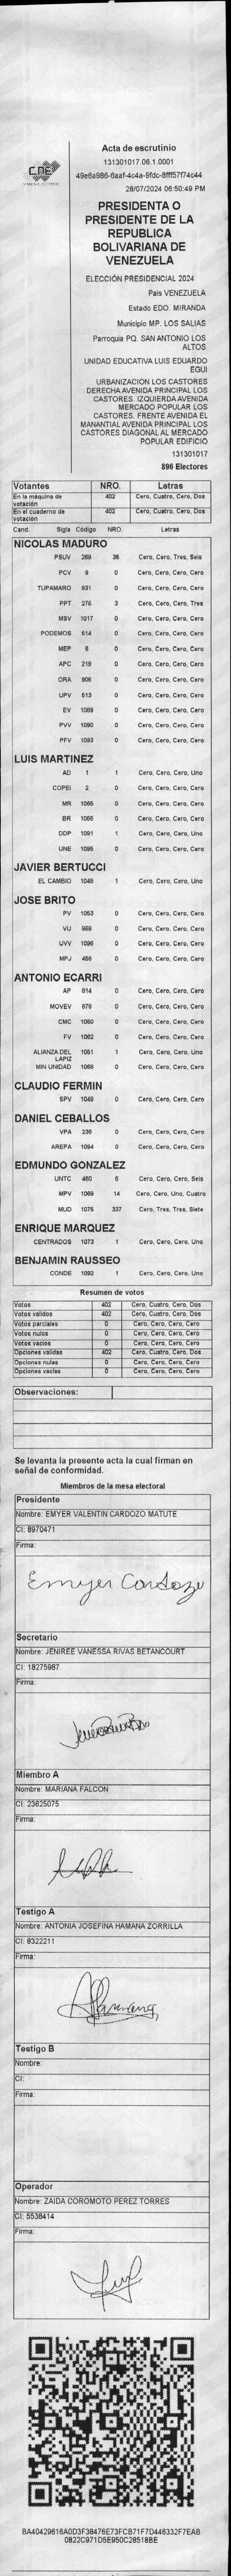 Acta de escrutinio
131301017.06.1.0001
49e6a986-6aaf-4c4a-9fdc-8fff57f74c44
28/07/2024 06:50:49 PM
CNE
PRESIDENTA O
PRESIDENTE DE LA
REPUBLICA
BOLIVARIANA DE
VENEZUELA
ELECCIÓN PRESIDENCIAL 2024
Pais VENEZUELA
Estado EDO. MIRANDA
Municipio MP. LOS SALIAS
Parroquia PQ. SAN ANTONIO LOS
ALTOS
UNIDAD EDUCATIVA LUIS EDUARDO
EGUI
URBANIZACION LOS CASTORES
DERECHA AVENIDA PRINCIPAL LOS
CASTORES. IZQUIERDA AVENIDA
MERCADO POPULAR LOS
CASTORES. FRENTE AVENIDA EL
MANANTIAL AVENIDA PRINCIPAL LOS
CASTORES DIAGONAL AL MERCADO
POPULAR EDIFICIO
131301017
896 Electores
Votantes NRO. Letras
En la máquina de votación 402 Cero, Cuatro, Cero, Dos
En el cuaderno de votación 402 Cero, Cuatro, Cero, Dos
Cand. Sigla Código NRO. Letras
NICOLAS MADURO
PSUV 269 36 Cero, Cero, Tres, Seis
PCV 9 0 Cero, Cero, Cero, Cero
TUPAMARO 931 0 Cero, Cero, Cero, Cero
PPT 276 3 Cero, Cero, Cero, Tres
MSV 1017 0 Cero, Cero, Cero, Cero
PODEMOS 514 0 Cero, Cero, Cero, Cero
MEP 6 0 Cero, Cero, Cero, Cero
APC 219 0 Cero, Cero, Cero, Cero
ORA 906 0 Cero, Cero, Cero, Cero
UPV 513 0 Cero, Cero, Cero, Cero
EV 1089 0 Cero, Cero, Cero, Cero
PVV 1090 0 Cero, Cero, Cero, Cero
PFV 1093 0 Cero, Cero, Cero, Cero
LUIS MARTINEZ
AD 1 1 Cero, Cero, Cero, Uno
COPEI 2 0 Cero, Cero, Cero, Cero
MR 1065 0 Cero, Cero, Cero, Cero
BR 1066 0 Cero, Cero, Cero, Cero
DDP 1091 1 Cero, Cero, Cero, Uno
UNE 1095 0 Cero, Cero, Cero, Cero
JAVIER BERTUCCI
EL CAMBIO 1048 1 Cero, Cero, Cero, Uno
JOSE BRITO
PV 1053 0 Cero, Cero, Cero, Cero
VU 868 0 Cero, Cero, Cero, Cero
UVV 1096 0 Cero, Cero, Cero, Cero
MPJ 458 0 Cero, Cero, Cero, Cero
ANTONIO ECARRI
AP 814 0 Cero, Cero, Cero, Cero
MOVEV 878 0 Cero, Cero, Cero, Cero
CMC 1050 0 Cero, Cero, Cero, Cero
FV 1062 0 Cero, Cero, Cero, Cero
ALIANZA DEL LAPIZ 1051 1 Cero, Cero, Cero, Uno
MIN UNIDAD 1068 0 Cero, Cero, Cero, Cero
CLAUDIO FERMIN
SPV 1049 0 Cero, Cero, Cero, Cero
DANIEL CEBALLOS
VPA 236 0 Cero, Cero, Cero, Cero
AREPA 1094 0 Cero, Cero, Cero, Cero
EDMUNDO GONZALEZ
UNTC 460 6 Cero, Cero, Cero, Seis
MPV 1069 14 Cero, Cero, Uno, Cuatro
MUD 1075 337 Cero, Tres, Tres, Siete
ENRIQUE MARQUEZ
CENTRADOS 1073 1 Cero, Cero, Cero, Uno
BENJAMIN RAUSSEO
CONDE 1092 1 Cero, Cero, Cero, Uno
Resumen de votos
Votos 402 Cero, Cuatro, Cero, Dos
Votos validos 402 Cero, Cuatro, Cero, Dos
Votos parciales 0 Cero, Cero, Cero, Cero
Votos nulos 0 Cero, Cero, Cero, Cero
Votos vacios 0 Cero, Cero, Cero, Cero
Opciones validas 402 Cero, Cuatro, Cero, Dos
Opciones nulas 0 Cero, Cero, Cero, Cero
Opciones vacias 0 Cero, Cero, Cero, Cero
Observaciones:
Se levanta la presente acta la cual firman en
señal de conformidad.
Miembros de la mesa electoral
Presidente
Nombre: EMYER VALENTIN CARDOZO MATUTE
CI: 8970471
Firma:
Emyer Cardozo
Secretario
Nombre: JENIREE VANESSA RIVAS BETANCOURT
CI: 18275987
Firma:
Miembro A
Nombre: MARIANA FALCON
CI: 23625075
Firma:
Testigo A
Nombre: ANTONIA JOSEFINA HAMANA ZORRILLA
CI: 8322211
Firma:
Testigo B
Nombre:
CI:
Firma:
Operador
Nombre: ZAIDA COROMOTO PEREZ TORRES
CI: 5538414
Firma:
BA40429616A0D3F38476E73FCB71F7D446332F7EAB
0822C971D5E950C28518BE